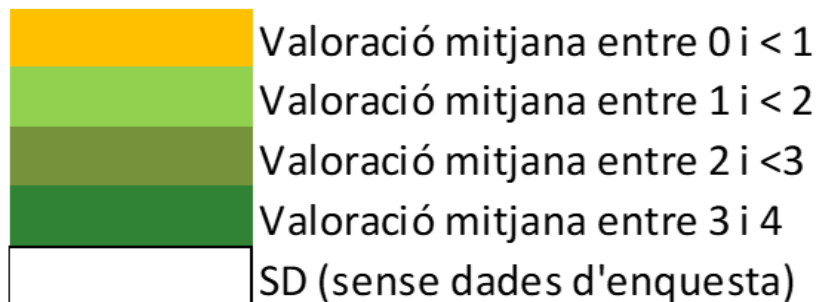 Valoració mitjana entre 0 i < 1
Valoració mitjana entre 1 i < 2
Valoració mitjana entre 2 i <3
Valoració mitjana entre 3 i 4
SD (sense dades d'enquesta)